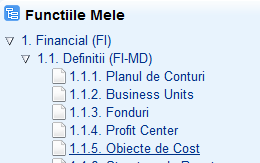 Functiile Mele
1. Financial (FI)
1.1. Definitii (FI-MD)
1.1.1. Planul de Conturi
1.1.2. Business Units
1.1.3. Fonduri
1.1.4. Profit Center
1.1.5. Obiecte de Cost